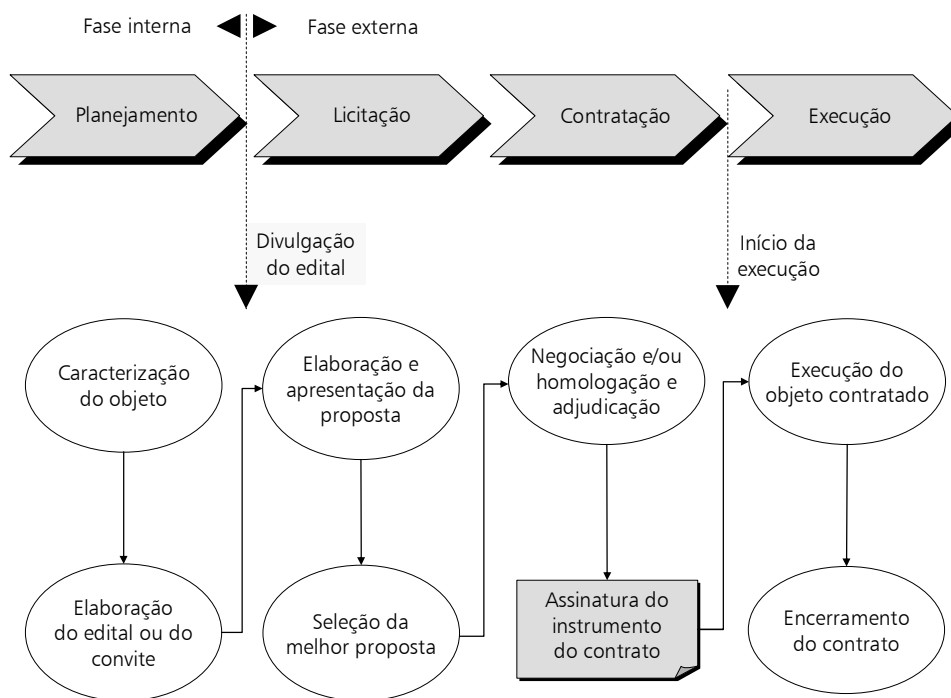 Fase interna
Fase externa
Planejamento
Licitação
Contratação
Execução
Divulgação
do edital
Início da
execução
Caracterização
do objeto
Elaboração e
apresentação da
proposta
Negociação e/ou
homologação e
adjudicação
Execução do
objeto contratado
Elaboração
do edital ou do
convite
Seleção da
melhor proposta
Assinatura do
instrumento
do contrato
Encerramento
do contrato